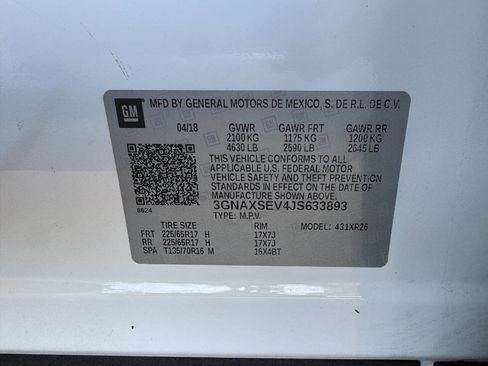 GM MFD BY GENERAL MOTORS DE MEXICO, S. DE R.L. DE C.V.
04/18 GVWR GAWR FRT GAWR RR
2100 KG 1175 KG 1200 KG
4630 LB 2590 LB 2645 LB
THIS VEHICLE CONFORMS TO ALL
APPLICABLE U.S. FEDERAL MOTOR
VEHICLE SAFETY AND THEFT PREVENTION
STANDARDS IN EFFECT ON THE DATE OF
MANUFACTURE SHOWN ABOVE.
8624 3GNAXSEV4JS633893
TYPE: M.P.V.
TIRE SIZE RIM MODEL: 431XR26
FRT 225/65R17 H 17X7J
RR 225/65R17 H 17X7J
SPA T135/70R16 M 16X4BT